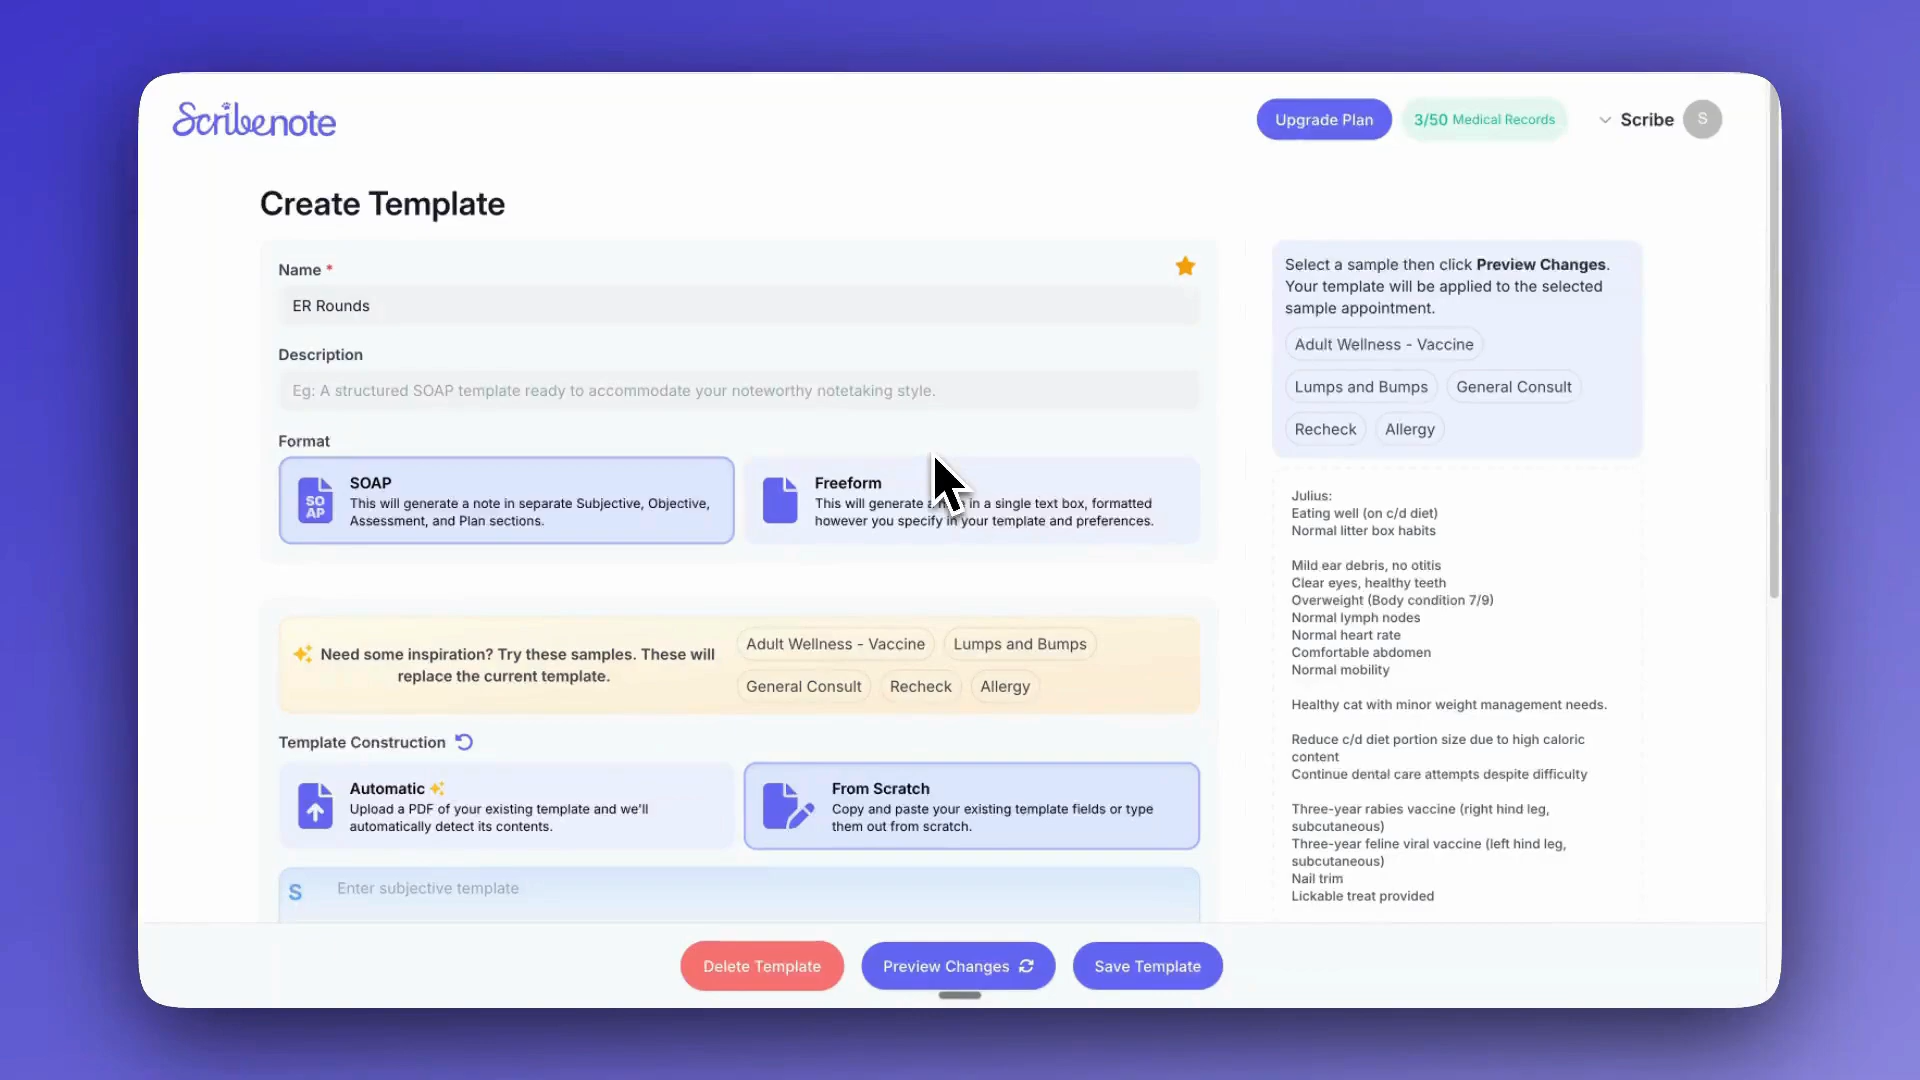 Scribenote
Upgrade Plan
3/50 Medical Records
Scribe
S
Create Template
Name *
ER Rounds
Description
Eg: A structured SOAP template ready to accommodate your noteworthy notetaking style.
Format
SO
AP
SOAP
This will generate a note in separate Subjective, Objective,
Assessment, and Plan sections.
Freeform
This will generate a in a single text box, formatted
however you specify in your template and preferences.
Need some inspiration? Try these samples. These will
replace the current template.
Adult Wellness - Vaccine
Lumps and Bumps
General Consult
Recheck
Allergy
Template Construction
Automatic
Upload a PDF of your existing template and we'll
automatically detect its contents.
From Scratch
Copy and paste your existing template fields or type
them out from scratch.
S
Enter subjective template
Select a sample then click Preview Changes.
Your template will be applied to the selected
sample appointment.
Adult Wellness - Vaccine
Lumps and Bumps
General Consult
Recheck
Allergy
Julius:
Eating well (on c/d diet)
Normal litter box habits
Mild ear debris, no otitis
Clear eyes, healthy teeth
Overweight (Body condition 7/9)
Normal lymph nodes
Normal heart rate
Comfortable abdomen
Normal mobility
Healthy cat with minor weight management needs.
Reduce c/d diet portion size due to high caloric
content
Continue dental care attempts despite difficulty
Three-year rabies vaccine (right hind leg,
subcutaneous)
Three-year feline viral vaccine (left hind leg,
subcutaneous)
Nail trim
Lickable treat provided
Delete Template
Preview Changes
Save Template